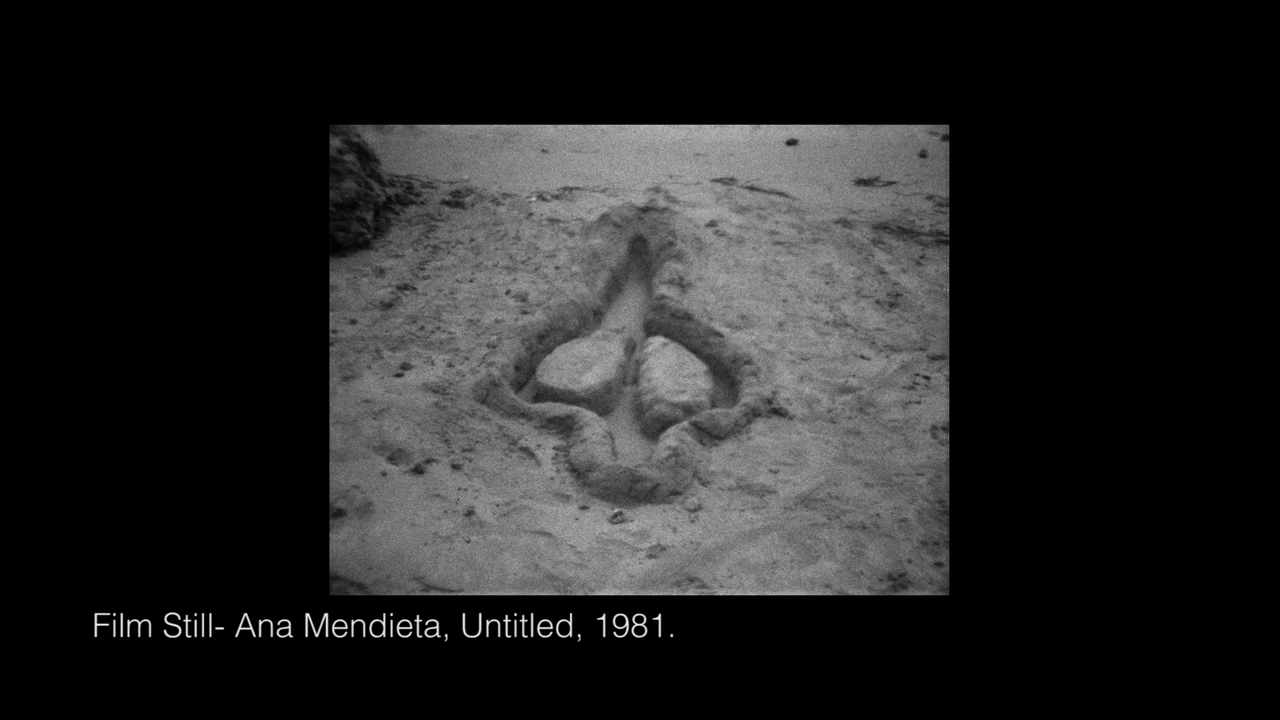 Film Still- Ana Mendieta, Untitled, 1981.